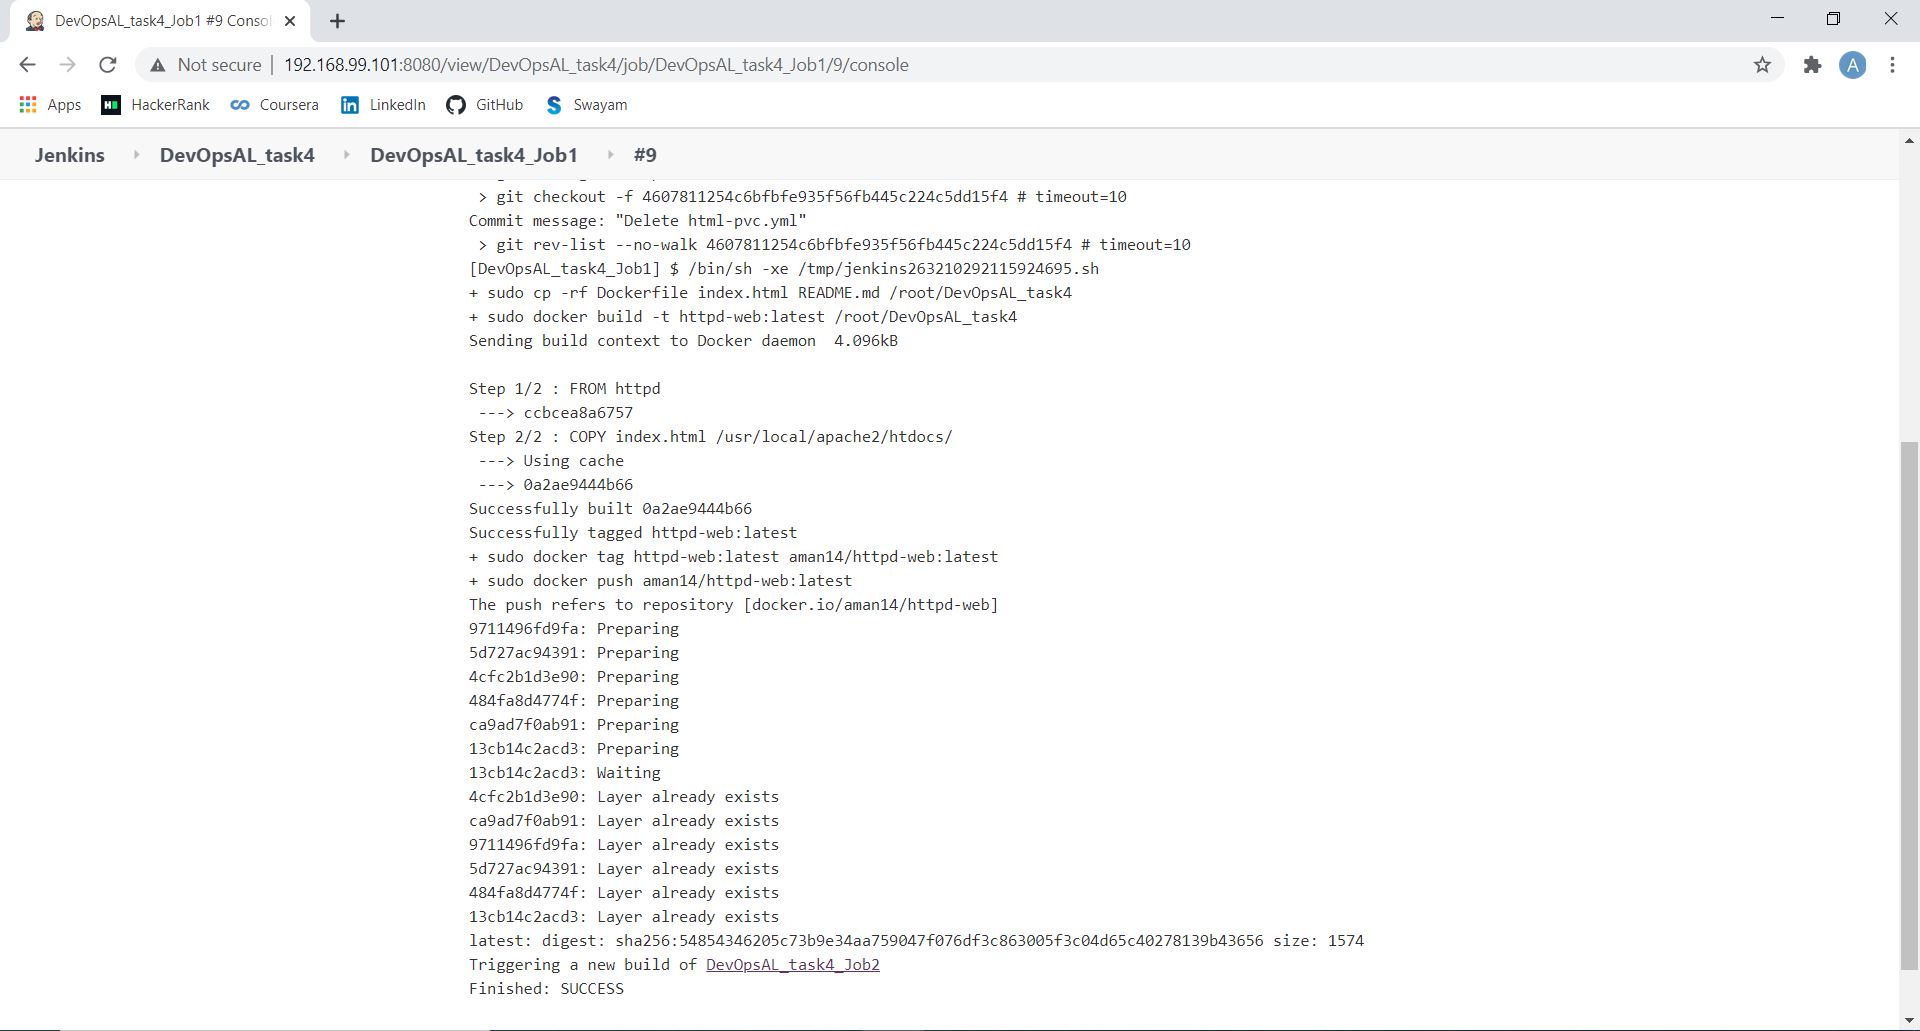 DevOpsAL_task4_Job1 #9 Conso
Not secure | 192.168.99.101:8080/view/DevOpsAL_task4/job/DevOpsAL_task4_Job1/9/console
A
Apps HackerRank Coursera LinkedIn GitHub Swayam
Jenkins DevOpsAL_task4 DevOpsAL_task4_Job1 #9
> git checkout -f 4607811254c6bfbfe935f56fb445c224c5dd15f4 # timeout=10
Commit message: "Delete html-pvc.yml"
> git rev-list --no-walk 4607811254c6bfbfe935f56fb445c224c5dd15f4 # timeout=10
[DevOpsAL_task4_Job1] $ /bin/sh -xe /tmp/jenkins263210292115924695.sh
+ sudo cp -rf Dockerfile index.html README.md /root/DevOpsAL_task4
+ sudo docker build -t httpd-web:latest /root/DevOpsAL_task4
Sending build context to Docker daemon  4.096kB
Step 1/2 : FROM httpd
---> ccbcea8a6757
Step 2/2 : COPY index.html /usr/local/apache2/htdocs/
---> Using cache
---> 0a2ae9444b66
Successfully built 0a2ae9444b66
Successfully tagged httpd-web:latest
+ sudo docker tag httpd-web:latest aman14/httpd-web:latest
+ sudo docker push aman14/httpd-web:latest
The push refers to repository [docker.io/aman14/httpd-web]
9711496fd9fa: Preparing
5d727ac94391: Preparing
4cfc2b1d3e90: Preparing
484fa8d4774f: Preparing
ca9ad7f0ab91: Preparing
13cb14c2acd3: Preparing
13cb14c2acd3: Waiting
4cfc2b1d3e90: Layer already exists
ca9ad7f0ab91: Layer already exists
9711496fd9fa: Layer already exists
5d727ac94391: Layer already exists
484fa8d4774f: Layer already exists
13cb14c2acd3: Layer already exists
latest: digest: sha256:54854346205c73b9e34aa759047f076df3c863005f3c04d65c40278139b43656 size: 1574
Triggering a new build of DevOpsAL_task4_Job2
Finished: SUCCESS